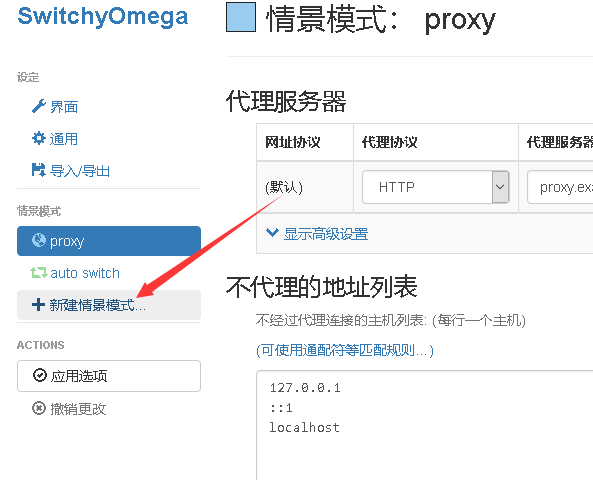 SwitchyOmega
设定
界面
通用
导入/导出
情景模式
proxy
auto switch
新建情景模式...
ACTIONS
应用选项
撤销更改
情景模式： proxy
代理服务器
网址协议 代理协议 代理服务器
(默认) HTTP proxy.exa
显示高级设置
不代理的地址列表
不经过代理连接的主机列表: (每行一个主机)
(可使用通配符等匹配规则...)
127.0.0.1
::1
localhost